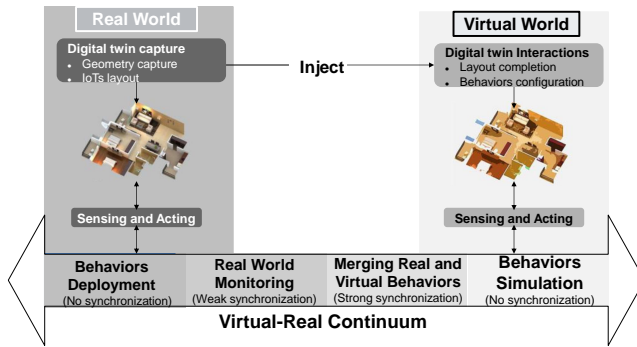 Real World
Virtual World
Digital twin capture
• Geometry capture
• IoTs layout
Inject
Digital twin Interactions
• Layout completion
• Behaviors configuration
Sensing and Acting
Sensing and Acting
Behaviors
Deployment
(No synchronization)
Real World
Monitoring
(Weak synchronization)
Merging Real and
Virtual Behaviors
(Strong synchronization)
Behaviors
Simulation
(No synchronization)
Virtual-Real Continuum